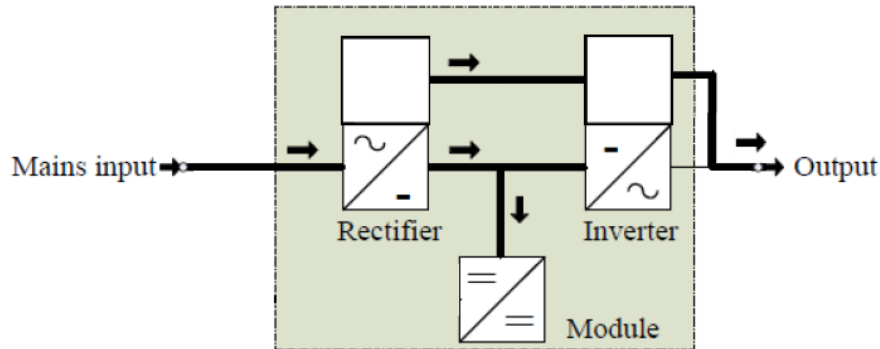 Mains input
Output
Rectifier
Inverter
Module